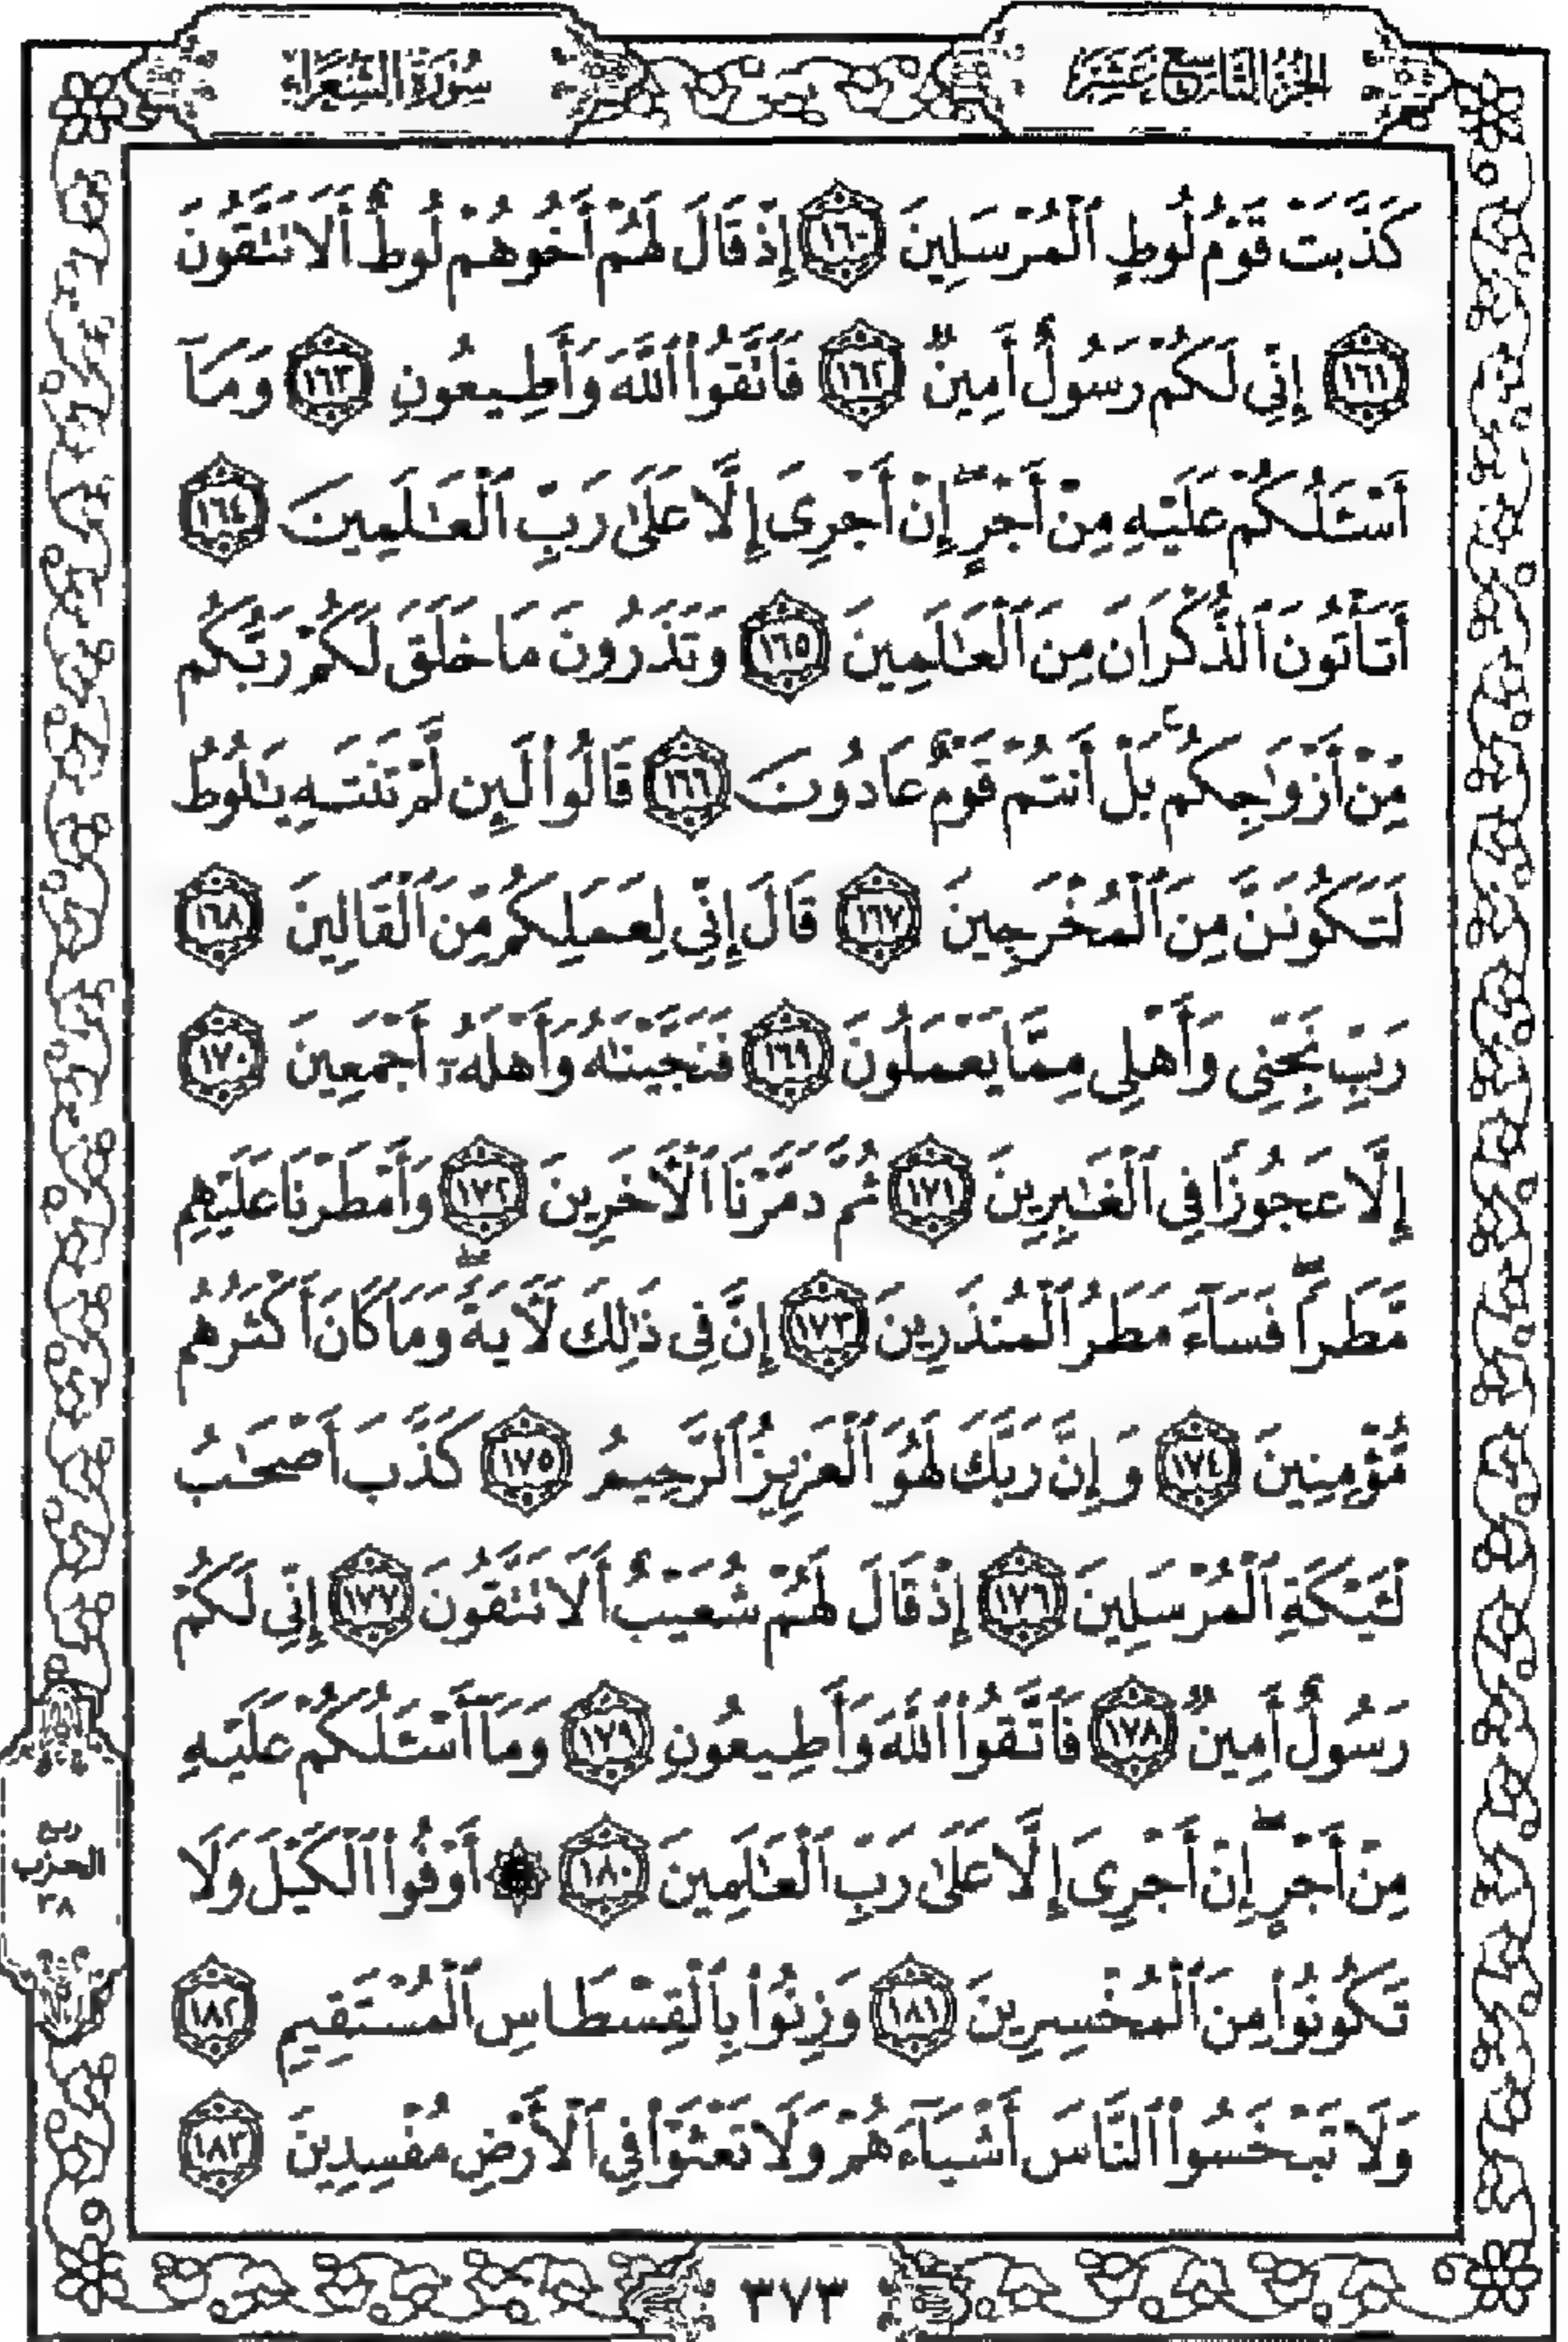 الجزء التاسع عشر
سورة الشعراء
كَذَّبَتْ قَوْمُ لُوطٍ ٱلْمُرْسَلِينَ ١٦٠ إِذْ قَالَ لَهُمْ أَخُوهُمْ لُوطٌ أَلَا تَتَّقُونَ
١٦١ إِنِّى لَكُمْ رَسُولٌ أَمِينٌ ١٦٢ فَٱتَّقُوا۟ ٱللَّهَ وَأَطِيعُونِ ١٦٣ وَمَآ
أَسْـَٔلُكُمْ عَلَيْهِ مِنْ أَجْرٍ ۖ إِنْ أَجْرِىَ إِلَّا عَلَىٰ رَبِّ ٱلْعَـٰلَمِينَ ١٦٤
أَتَأْتُونَ ٱلذُّكْرَانَ مِنَ ٱلْعَـٰلَمِينَ ١٦٥ وَتَذَرُونَ مَا خَلَقَ لَكُمْ رَبُّكُم
مِّنْ أَزْوَٰجِكُم ۚ بَلْ أَنتُمْ قَوْمٌ عَادُونَ ١٦٦ قَالُوا۟ لَئِن لَّمْ تَنتَهِ يَـٰلُوطُ
لَتَكُونَنَّ مِنَ ٱلْمُخْرَجِينَ ١٦٧ قَالَ إِنِّى لِعَمَلِكُم مِّنَ ٱلْقَالِينَ ١٦٨
رَبِّ نَجِّنِى وَأَهْلِى مِمَّا يَعْمَلُونَ ١٦٩ فَنَجَّيْنَـٰهُ وَأَهْلَهُۥٓ أَجْمَعِينَ ١٧٠
إِلَّا عَجُوزًا فِى ٱلْغَـٰبِرِينَ ١٧١ ثُمَّ دَمَّرْنَا ٱلْـَٔاخَرِينَ ١٧٢ وَأَمْطَرْنَا عَلَيْهِم
مَّطَرًا ۖ فَسَآءَ مَطَرُ ٱلْمُنذَرِينَ ١٧٣ إِنَّ فِى ذَٰلِكَ لَـَٔايَةً ۖ وَمَا كَانَ أَكْثَرُهُم
مُّؤْمِنِينَ ١٧٤ وَإِنَّ رَبَّكَ لَهُوَ ٱلْعَزِيزُ ٱلرَّحِيمُ ١٧٥ كَذَّبَ أَصْحَـٰبُ
لْـَٔيْكَةِ ٱلْمُرْسَلِينَ ١٧٦ إِذْ قَالَ لَهُمْ شُعَيْبٌ أَلَا تَتَّقُونَ ١٧٧ إِنِّى لَكُمْ
رَسُولٌ أَمِينٌ ١٧٨ فَٱتَّقُوا۟ ٱللَّهَ وَأَطِيعُونِ ١٧٩ وَمَآ أَسْـَٔلُكُمْ عَلَيْهِ
مِنْ أَجْرٍ ۖ إِنْ أَجْرِىَ إِلَّا عَلَىٰ رَبِّ ٱلْعَـٰلَمِينَ ١٨٠ ۞ أَوْفُوا۟ ٱلْكَيْلَ وَلَا
تَكُونُوا۟ مِنَ ٱلْمُخْسِرِينَ ١٨١ وَزِنُوا۟ بِٱلْقِسْطَاسِ ٱلْمُسْتَقِيمِ ١٨٢
وَلَا تَبْخَسُوا۟ ٱلنَّاسَ أَشْيَآءَهُمْ وَلَا تَعْثَوْا۟ فِى ٱلْأَرْضِ مُفْسِدِينَ ١٨٣
ربع
الحزب
٣٨
٣٧٣